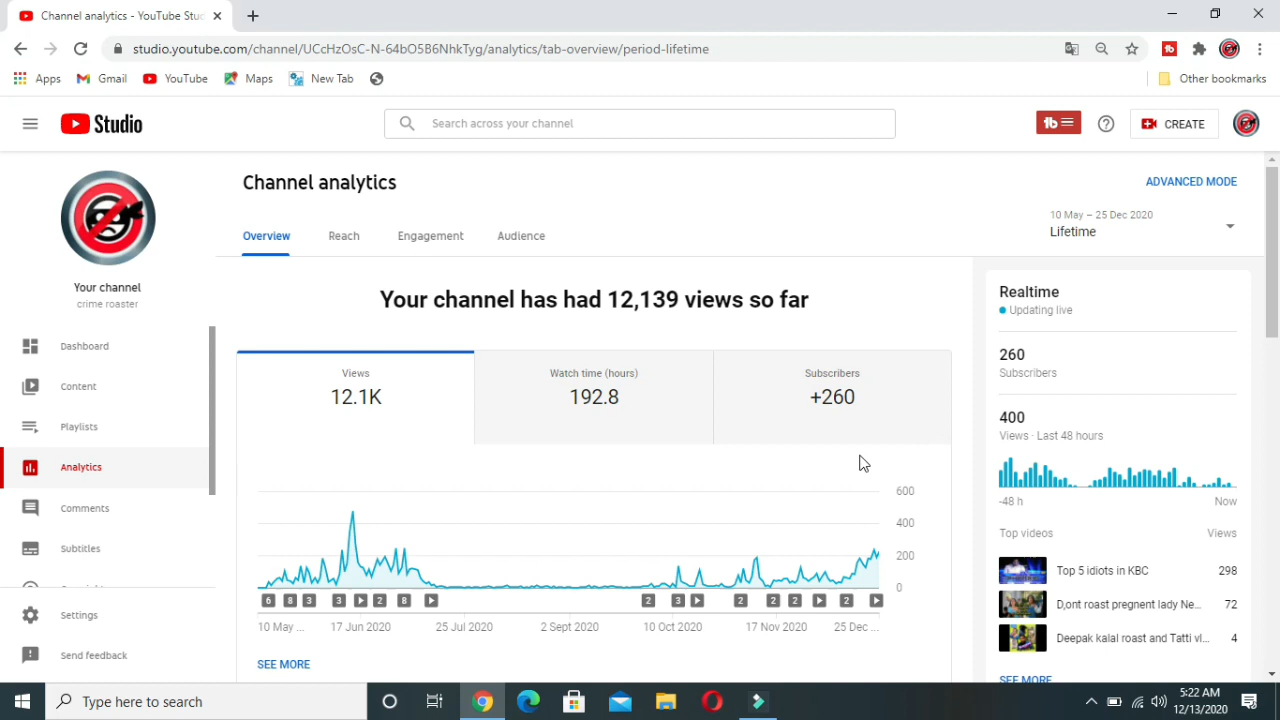 Channel analytics - YouTube Stud
studio.youtube.com/channel/UCcHzOsC-N-64bO5B6NhkTyg/analytics/tab-overview/period-lifetime
Apps
Gmail
YouTube
Maps
New Tab
Other bookmarks
Studio
Search across your channel
tb
CREATE
Channel analytics
ADVANCED MODE
Overview
Reach
Engagement
Audience
10 May – 25 Dec 2020
Lifetime
Your channel
crime roaster
Dashboard
Content
Playlists
Analytics
Comments
Subtitles
Settings
Send feedback
Your channel has had 12,139 views so far
Views
12.1K
Watch time (hours)
192.8
Subscribers
+260
600
400
200
0
6 8 3 3 2 8 2 3 2 2 2 2
10 May ... 17 Jun 2020 25 Jul 2020 2 Sept 2020 10 Oct 2020 17 Nov 2020 25 Dec ...
SEE MORE
Realtime
Updating live
260
Subscribers
400
Views · Last 48 hours
-48 h Now
Top videos Views
Top 5 idiots in KBC 298
D,ont roast pregnent lady Ne... 72
Deepak kalal roast and Tatti vl... 4
SEE MORE
Type here to search
5:22 AM
12/13/2020